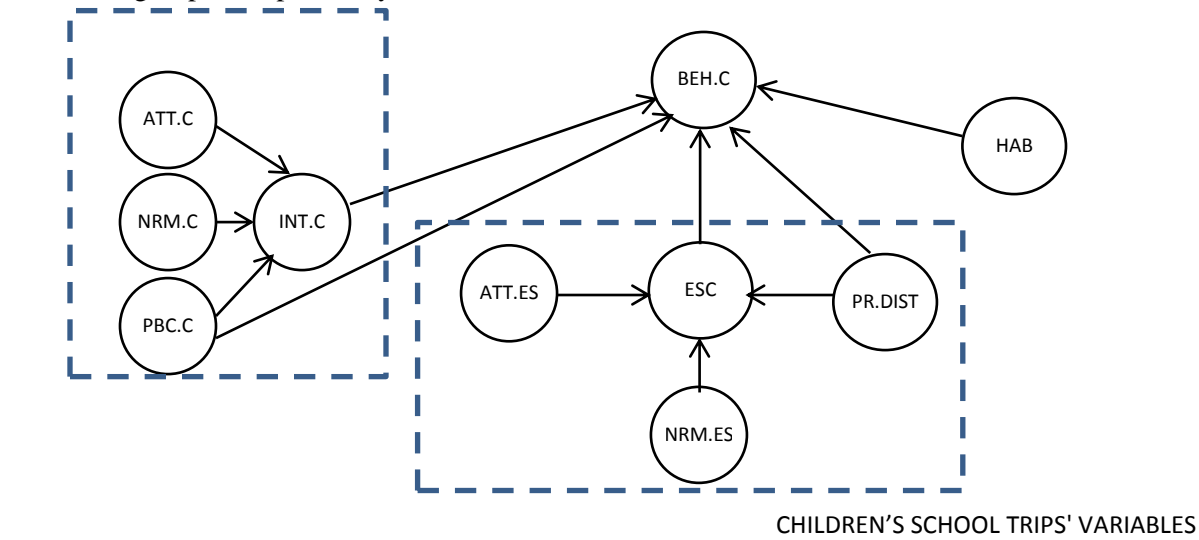 BEH.C
ATT.C
HAB
NRM.C
INT.C
ATT.ES
ESC
PR.DIST
PBC.C
NRM.ES
CHILDREN’S SCHOOL TRIPS' VARIABLES